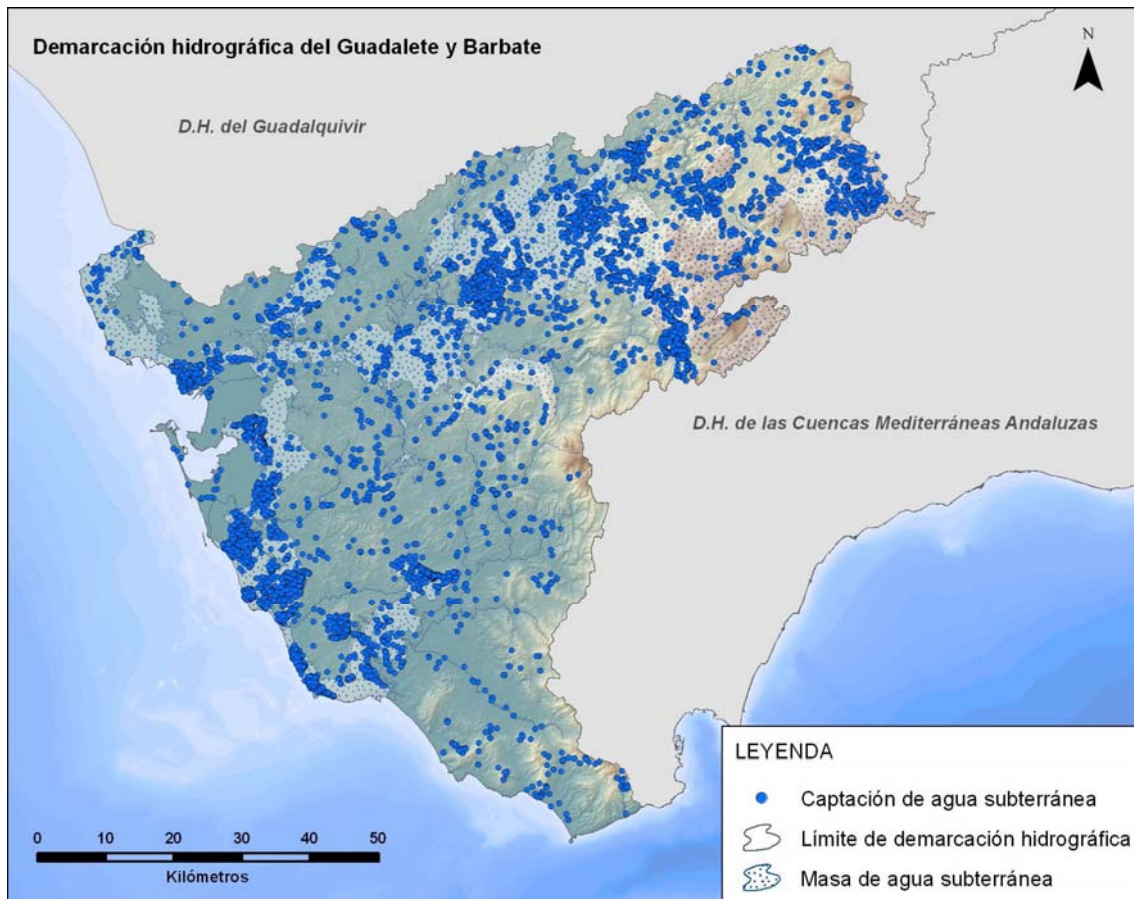 Demarcación hidrográfica del Guadalete y Barbate
N
D.H. del Guadalquivir
D.H. de las Cuencas Mediterráneas Andaluzas
LEYENDA
Captación de agua subterránea
Límite de demarcación hidrográfica
Masa de agua subterránea
0 10 20 30 40 50
Kilómetros